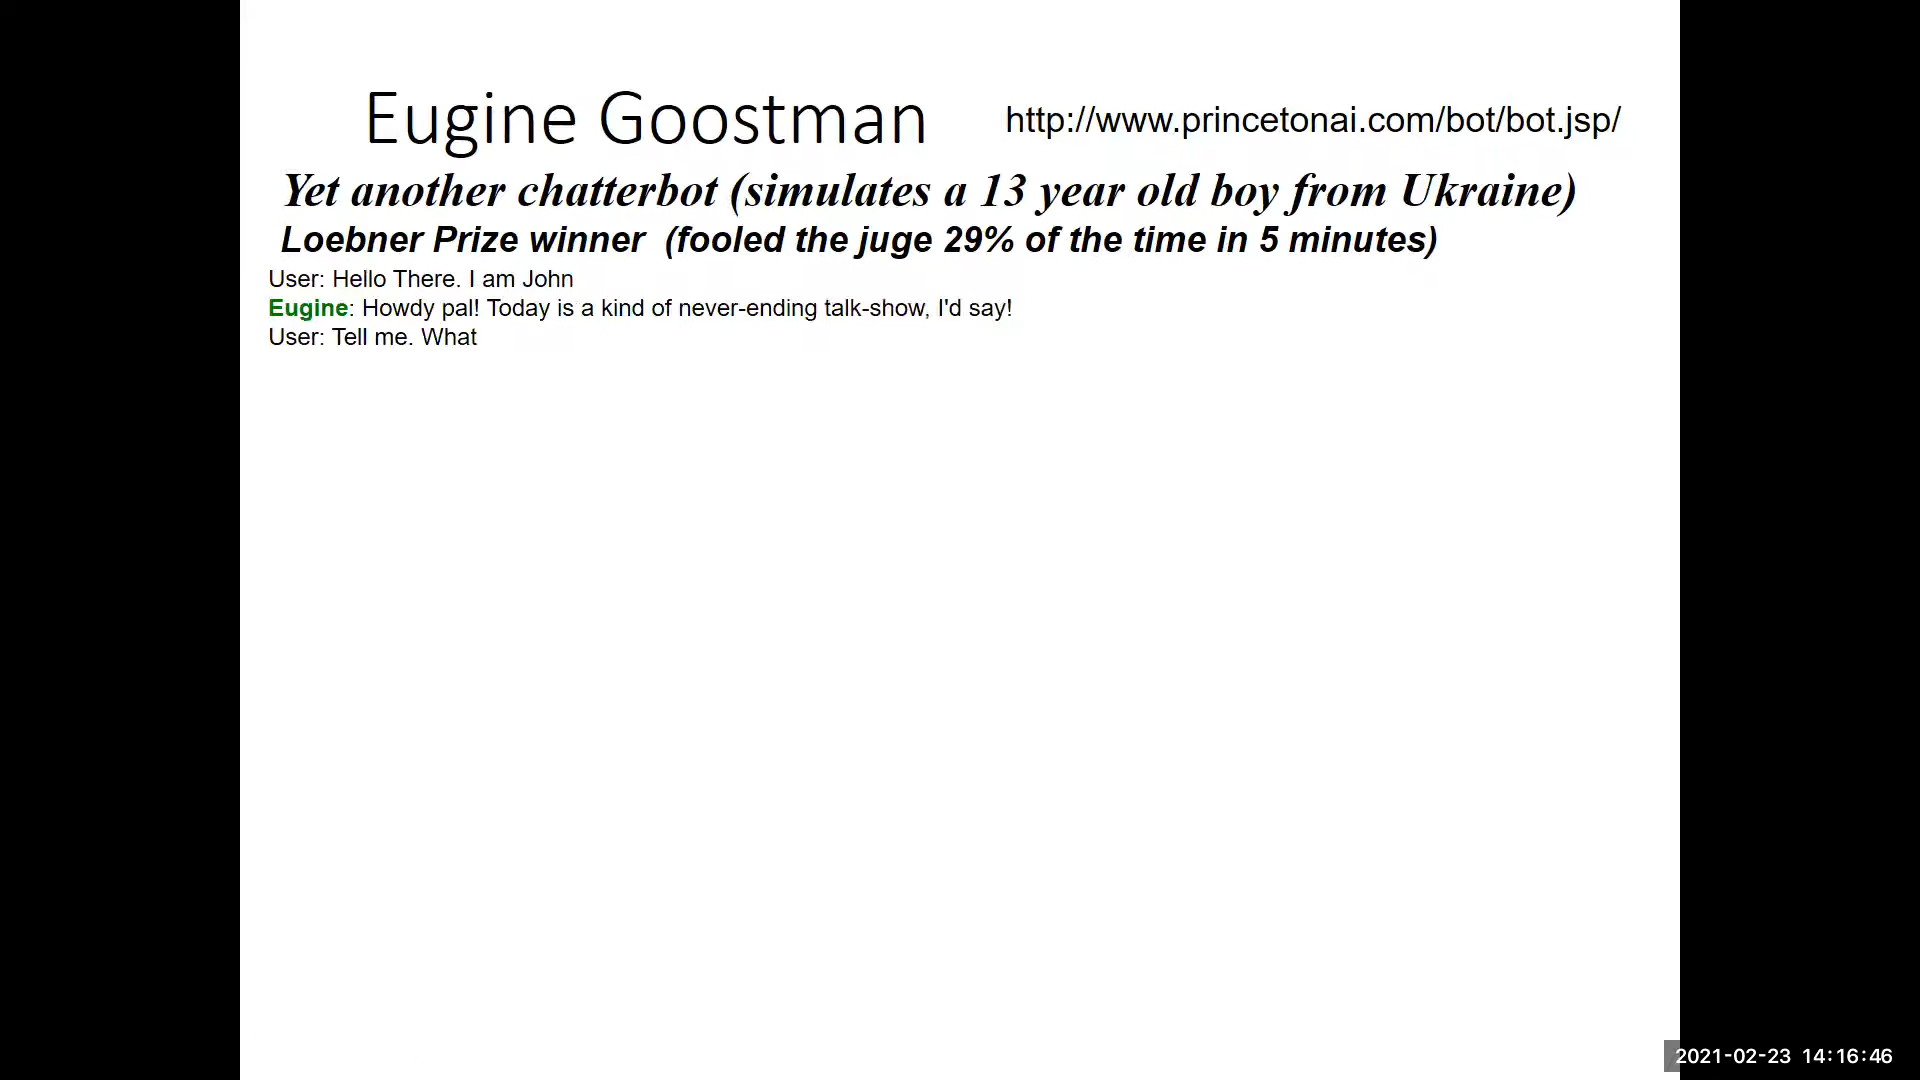 Eugine Goostman http://www.princetonai.com/bot/bot.jsp/
Yet another chatterbot (simulates a 13 year old boy from Ukraine)
Loebner Prize winner (fooled the juge 29% of the time in 5 minutes)
User: Hello There. I am John
Eugine: Howdy pal! Today is a kind of never-ending talk-show, I'd say!
User: Tell me. What
2021-02-23 14:16:46